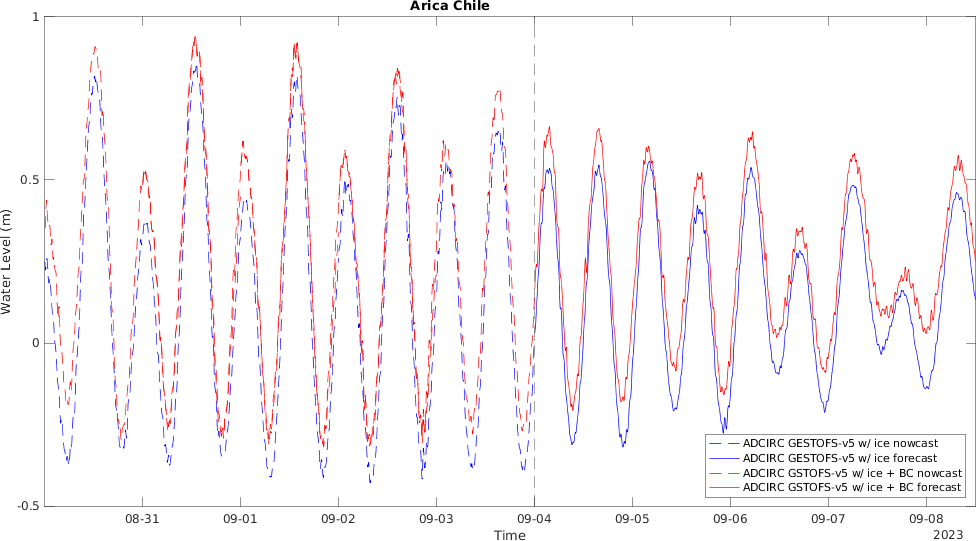 Arica Chile
1
0.5
0
-0.5
Water Level (m)
ADCIRC GESTOFS-v5 w/ ice nowcast
ADCIRC GESTOFS-v5 w/ ice forecast
ADCIRC GSTOFS-v5 w/ ice + BC nowcast
ADCIRC GSTOFS-v5 w/ ice + BC forecast
08-31 09-01 09-02 09-03 09-04 09-05 09-06 09-07 09-08
Time
2023